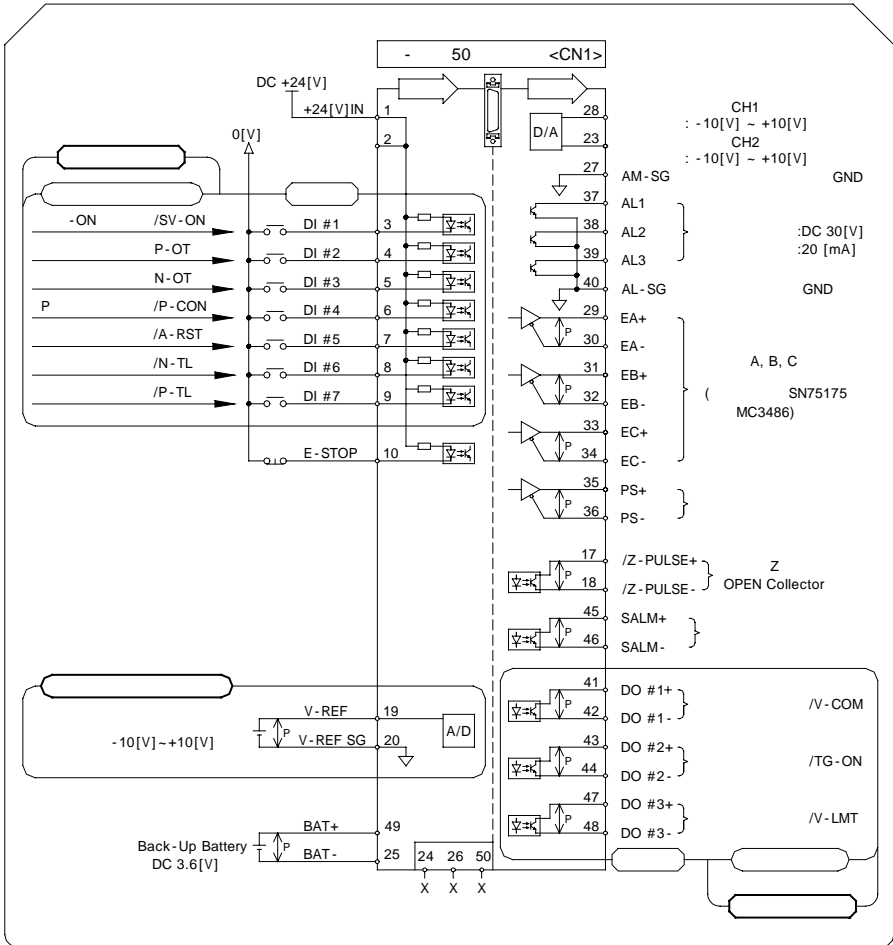 - 50 <CN1>
DC +24[V]
+24[V]IN 1
2
0[V]
-ON /SV-ON DI #1 3
P-OT DI #2 4
N-OT DI #3 5
P /P-CON DI #4 6
/A-RST DI #5 7
/N-TL DI #6 8
/P-TL DI #7 9
E-STOP 10
V-REF 19
-10[V]~+10[V] P A/D
V-REF SG 20
BAT+ 49
Back-Up Battery P
DC 3.6[V]
BAT- 25
24 26 50
X X X
28 CH1
D/A : -10[V] ~ +10[V]
23 CH2
: -10[V] ~ +10[V]
27 AM-SG GND
37 AL1
38 AL2 :DC 30[V]
:20 [mA]
39 AL3
40 AL-SG GND
29 EA+
P
30 EA-
31 EB+ A, B, C
P
32 EB- ( SN75175
MC3486)
33 EC+
P
34 EC-
35 PS+
P
36 PS-
17 /Z-PULSE+
P Z
18 /Z-PULSE- OPEN Collector
45 SALM+
P
46 SALM-
41 DO #1+
P /V-COM
42 DO #1-
43 DO #2+
P /TG-ON
44 DO #2-
47 DO #3+
P /V-LMT
48 DO #3-